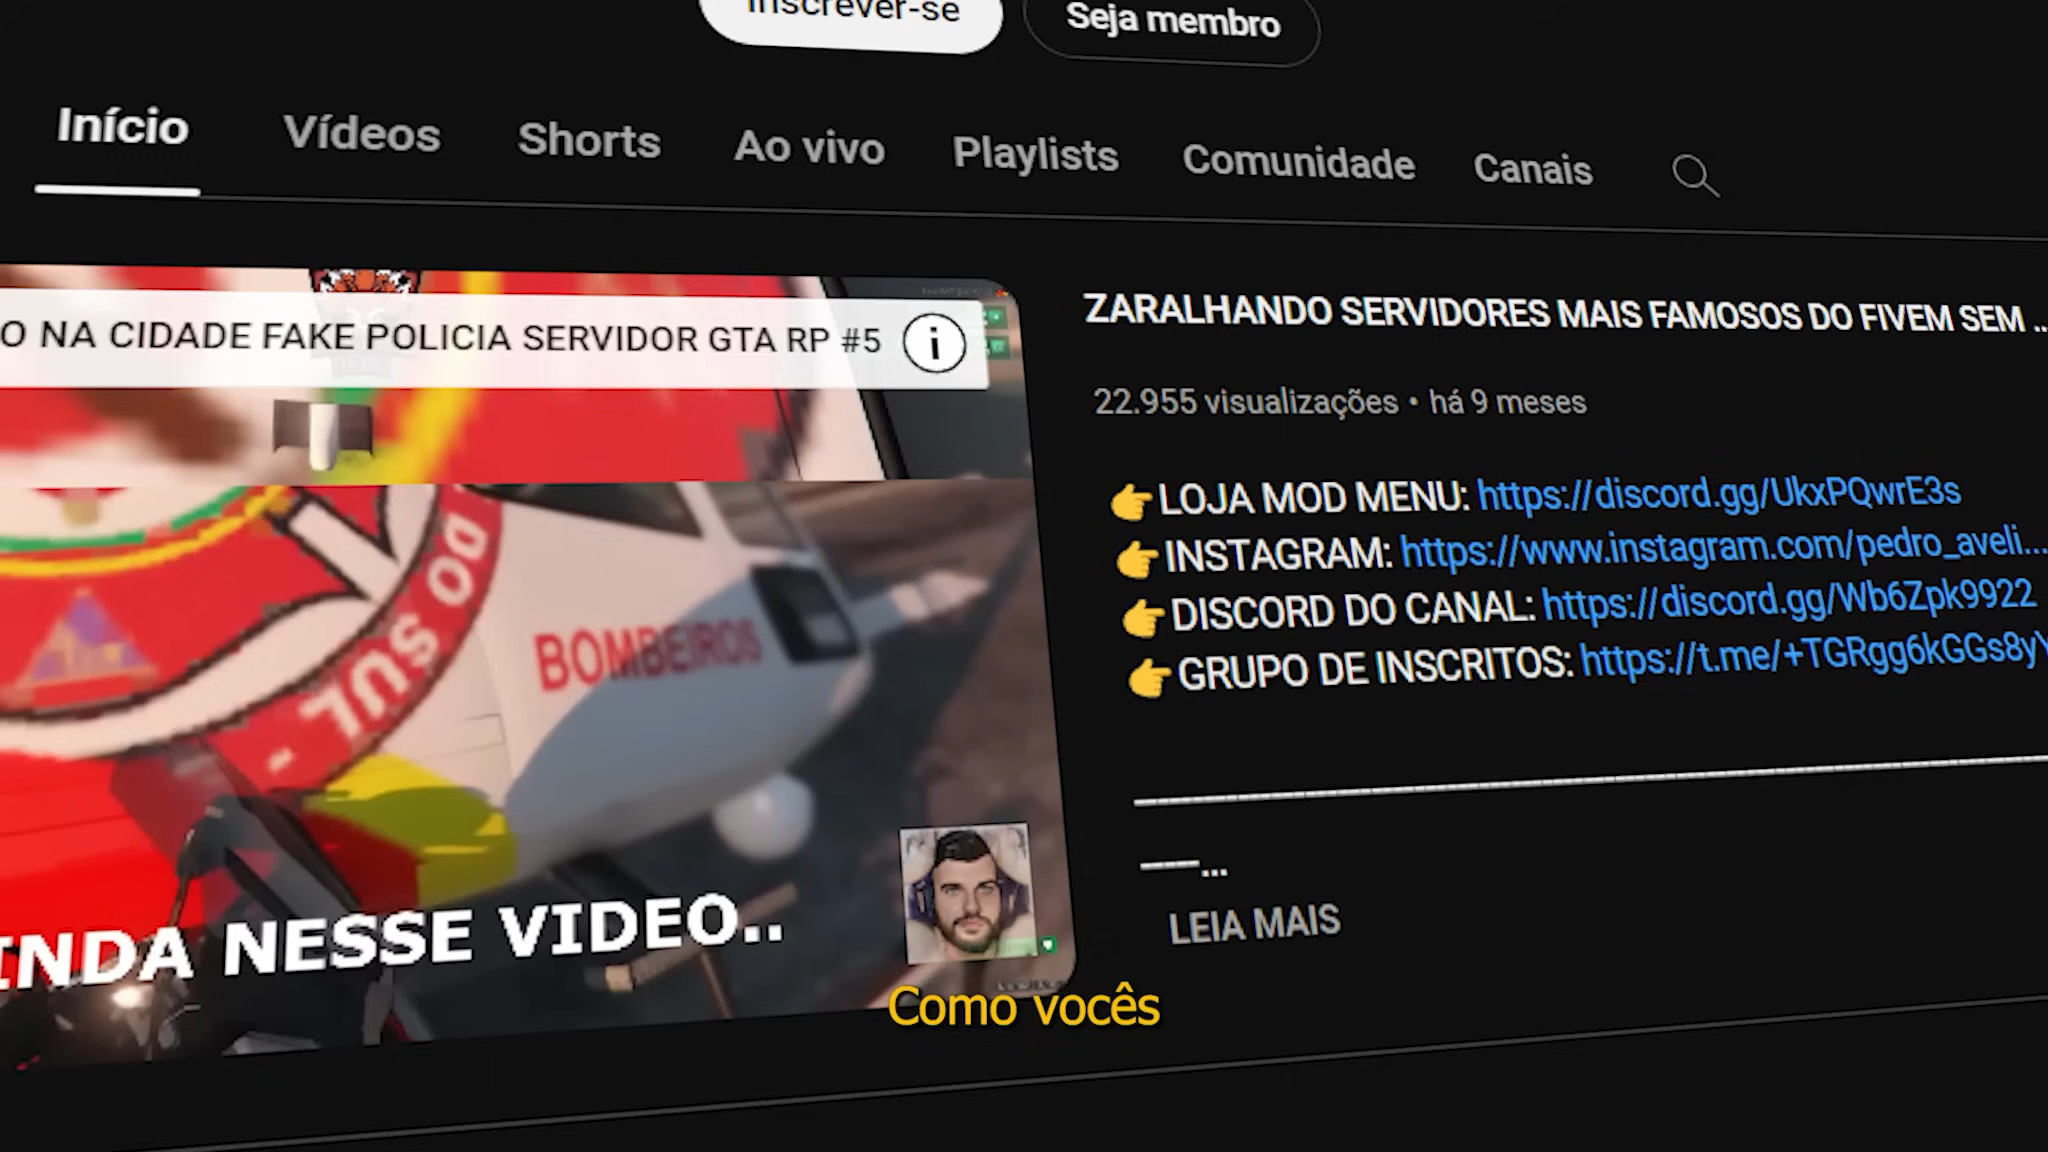 Inscrever-se
Seja membro
Início Vídeos Shorts Ao vivo Playlists Comunidade Canais
O NA CIDADE FAKE POLICIA SERVIDOR GTA RP #5
ZARALHANDO SERVIDORES MAIS FAMOSOS DO FIVEM SEM ...
22.955 visualizações • há 9 meses
👉LOJA MOD MENU: https://discord.gg/UkxPQwrE3s
👉INSTAGRAM: https://www.instagram.com/pedro_aveli...
👉DISCORD DO CANAL: https://discord.gg/Wb6Zpk9922
👉GRUPO DE INSCRITOS: https://t.me/+TGRgg6kGGs8y
DO SUL -
BOMBEIROS
INDA NESSE VIDEO..
LEIA MAIS
Como vocês